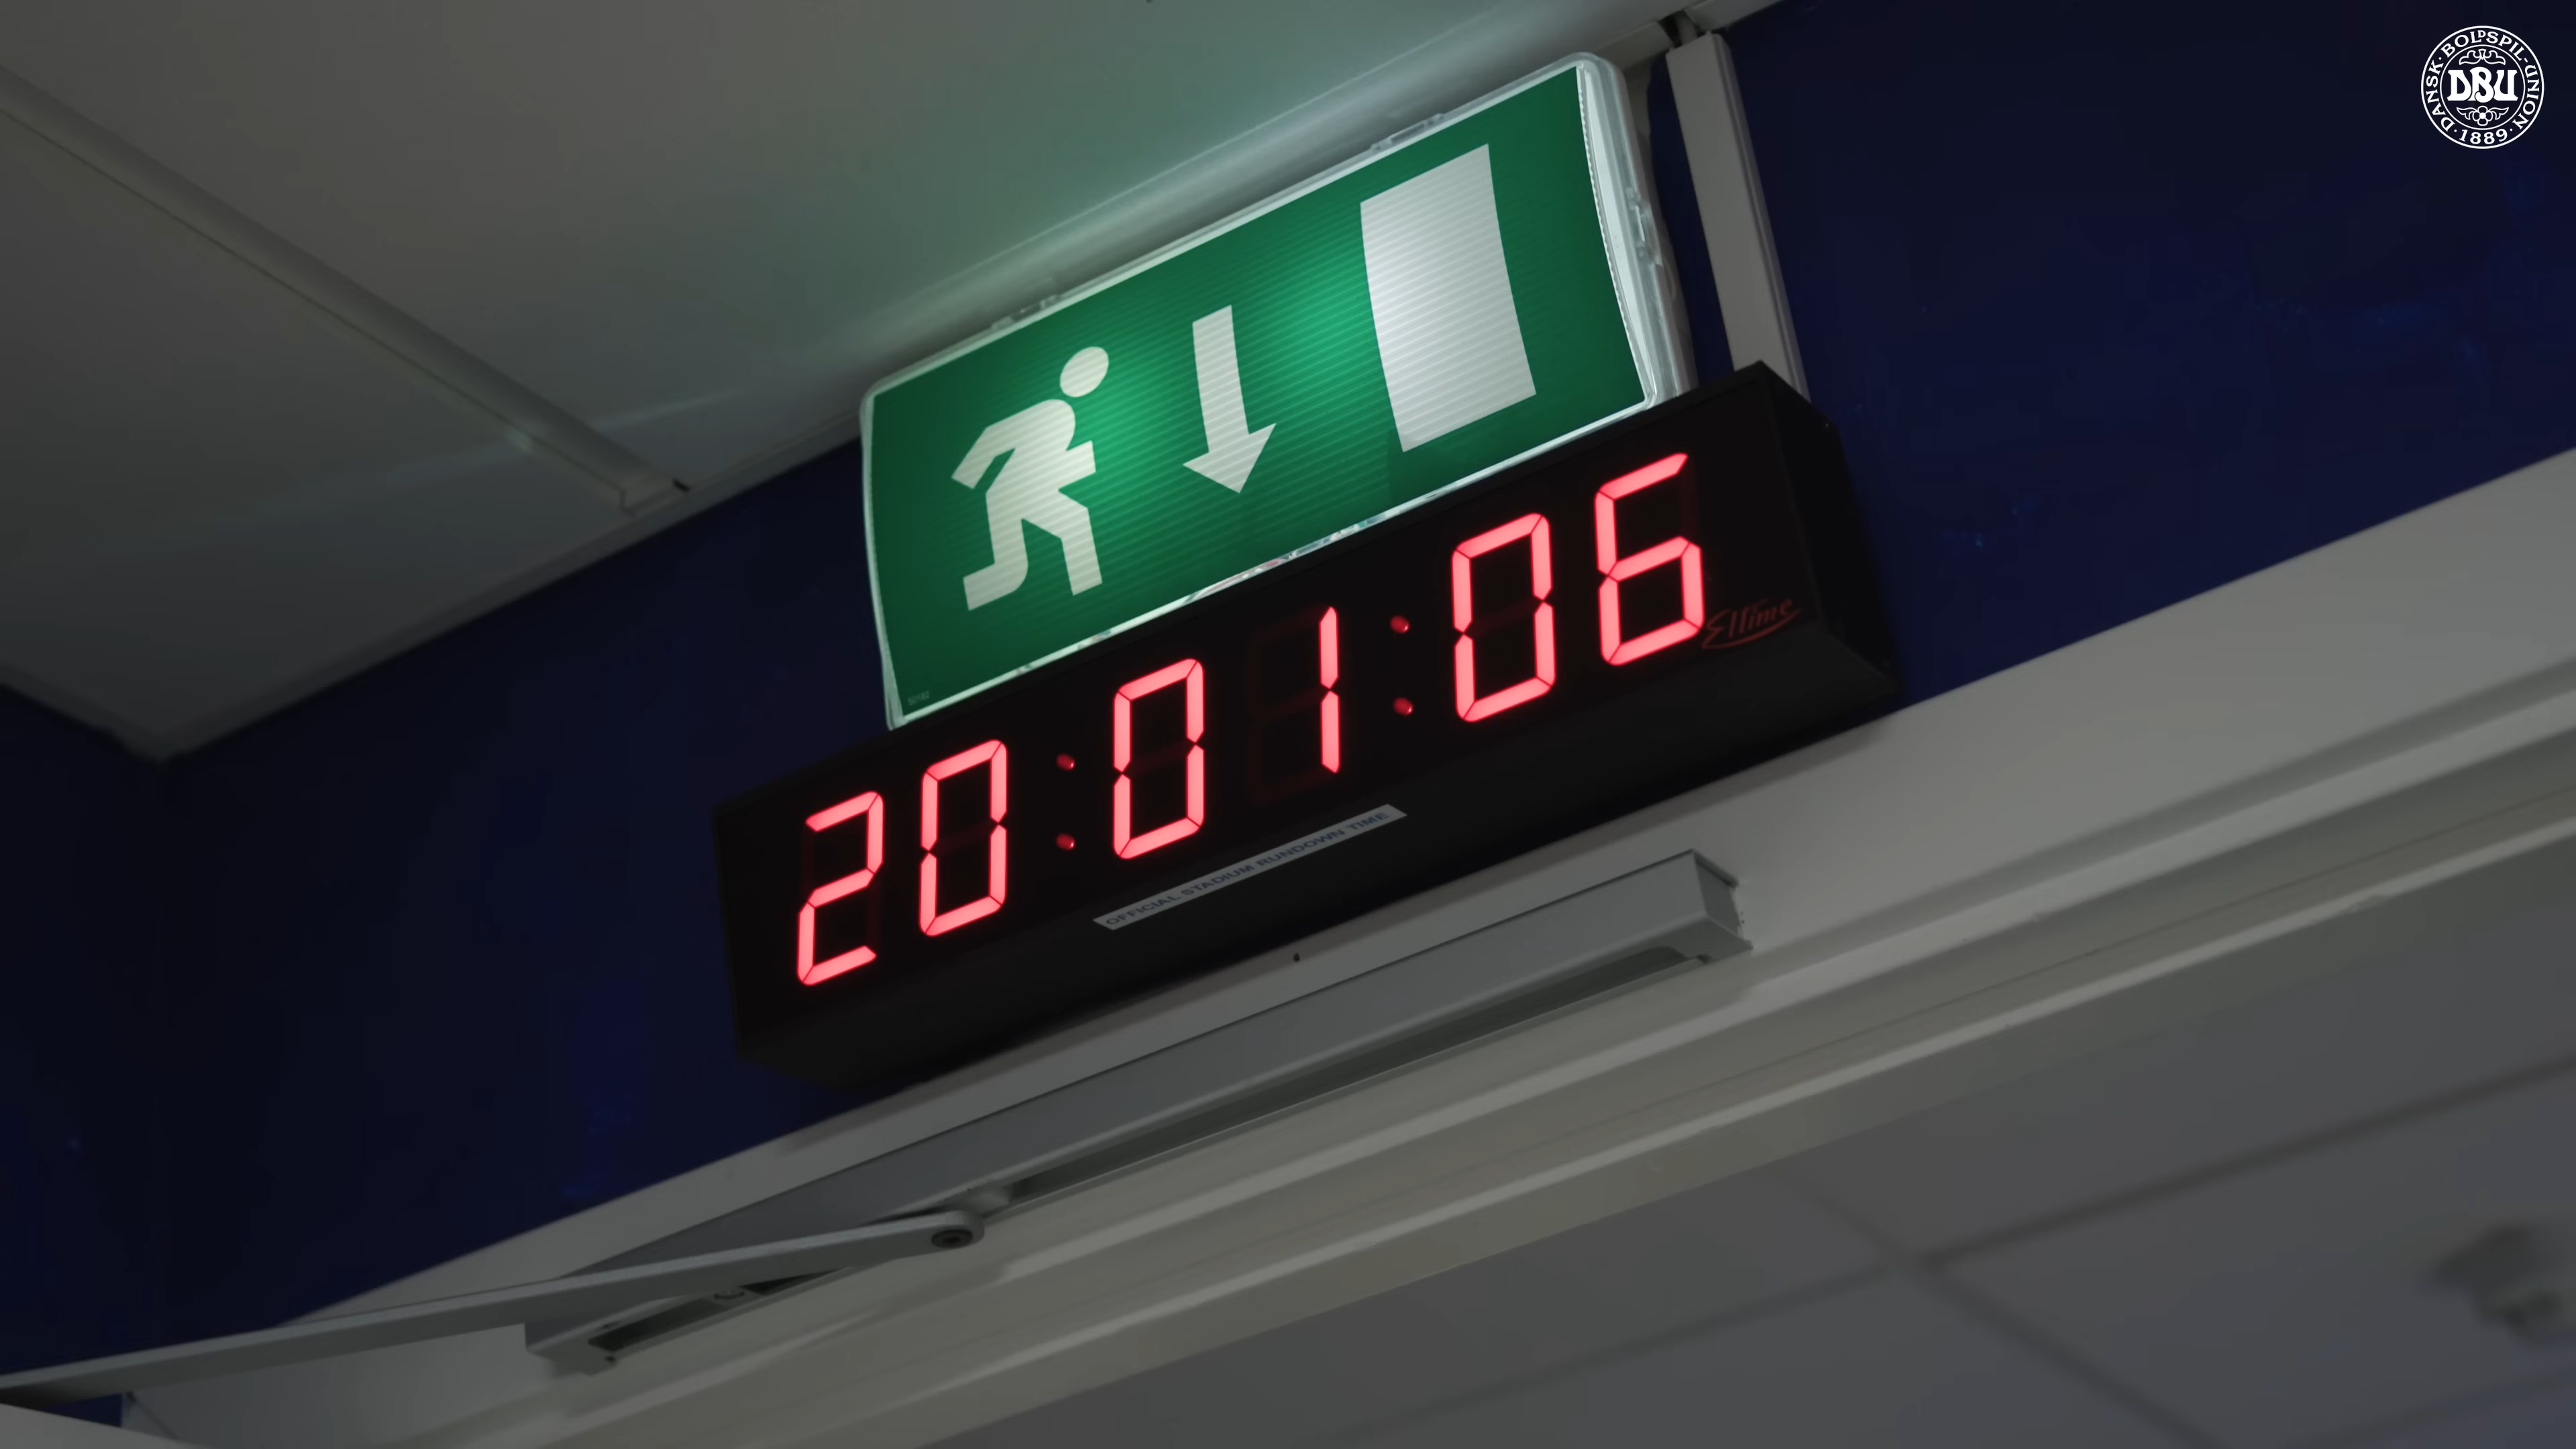 DANSK · BOLDSPIL-UNION
DBU
· 1889 ·
20:01:06
Eltime
OFFICIAL STADIUM RUNDOWN TIME